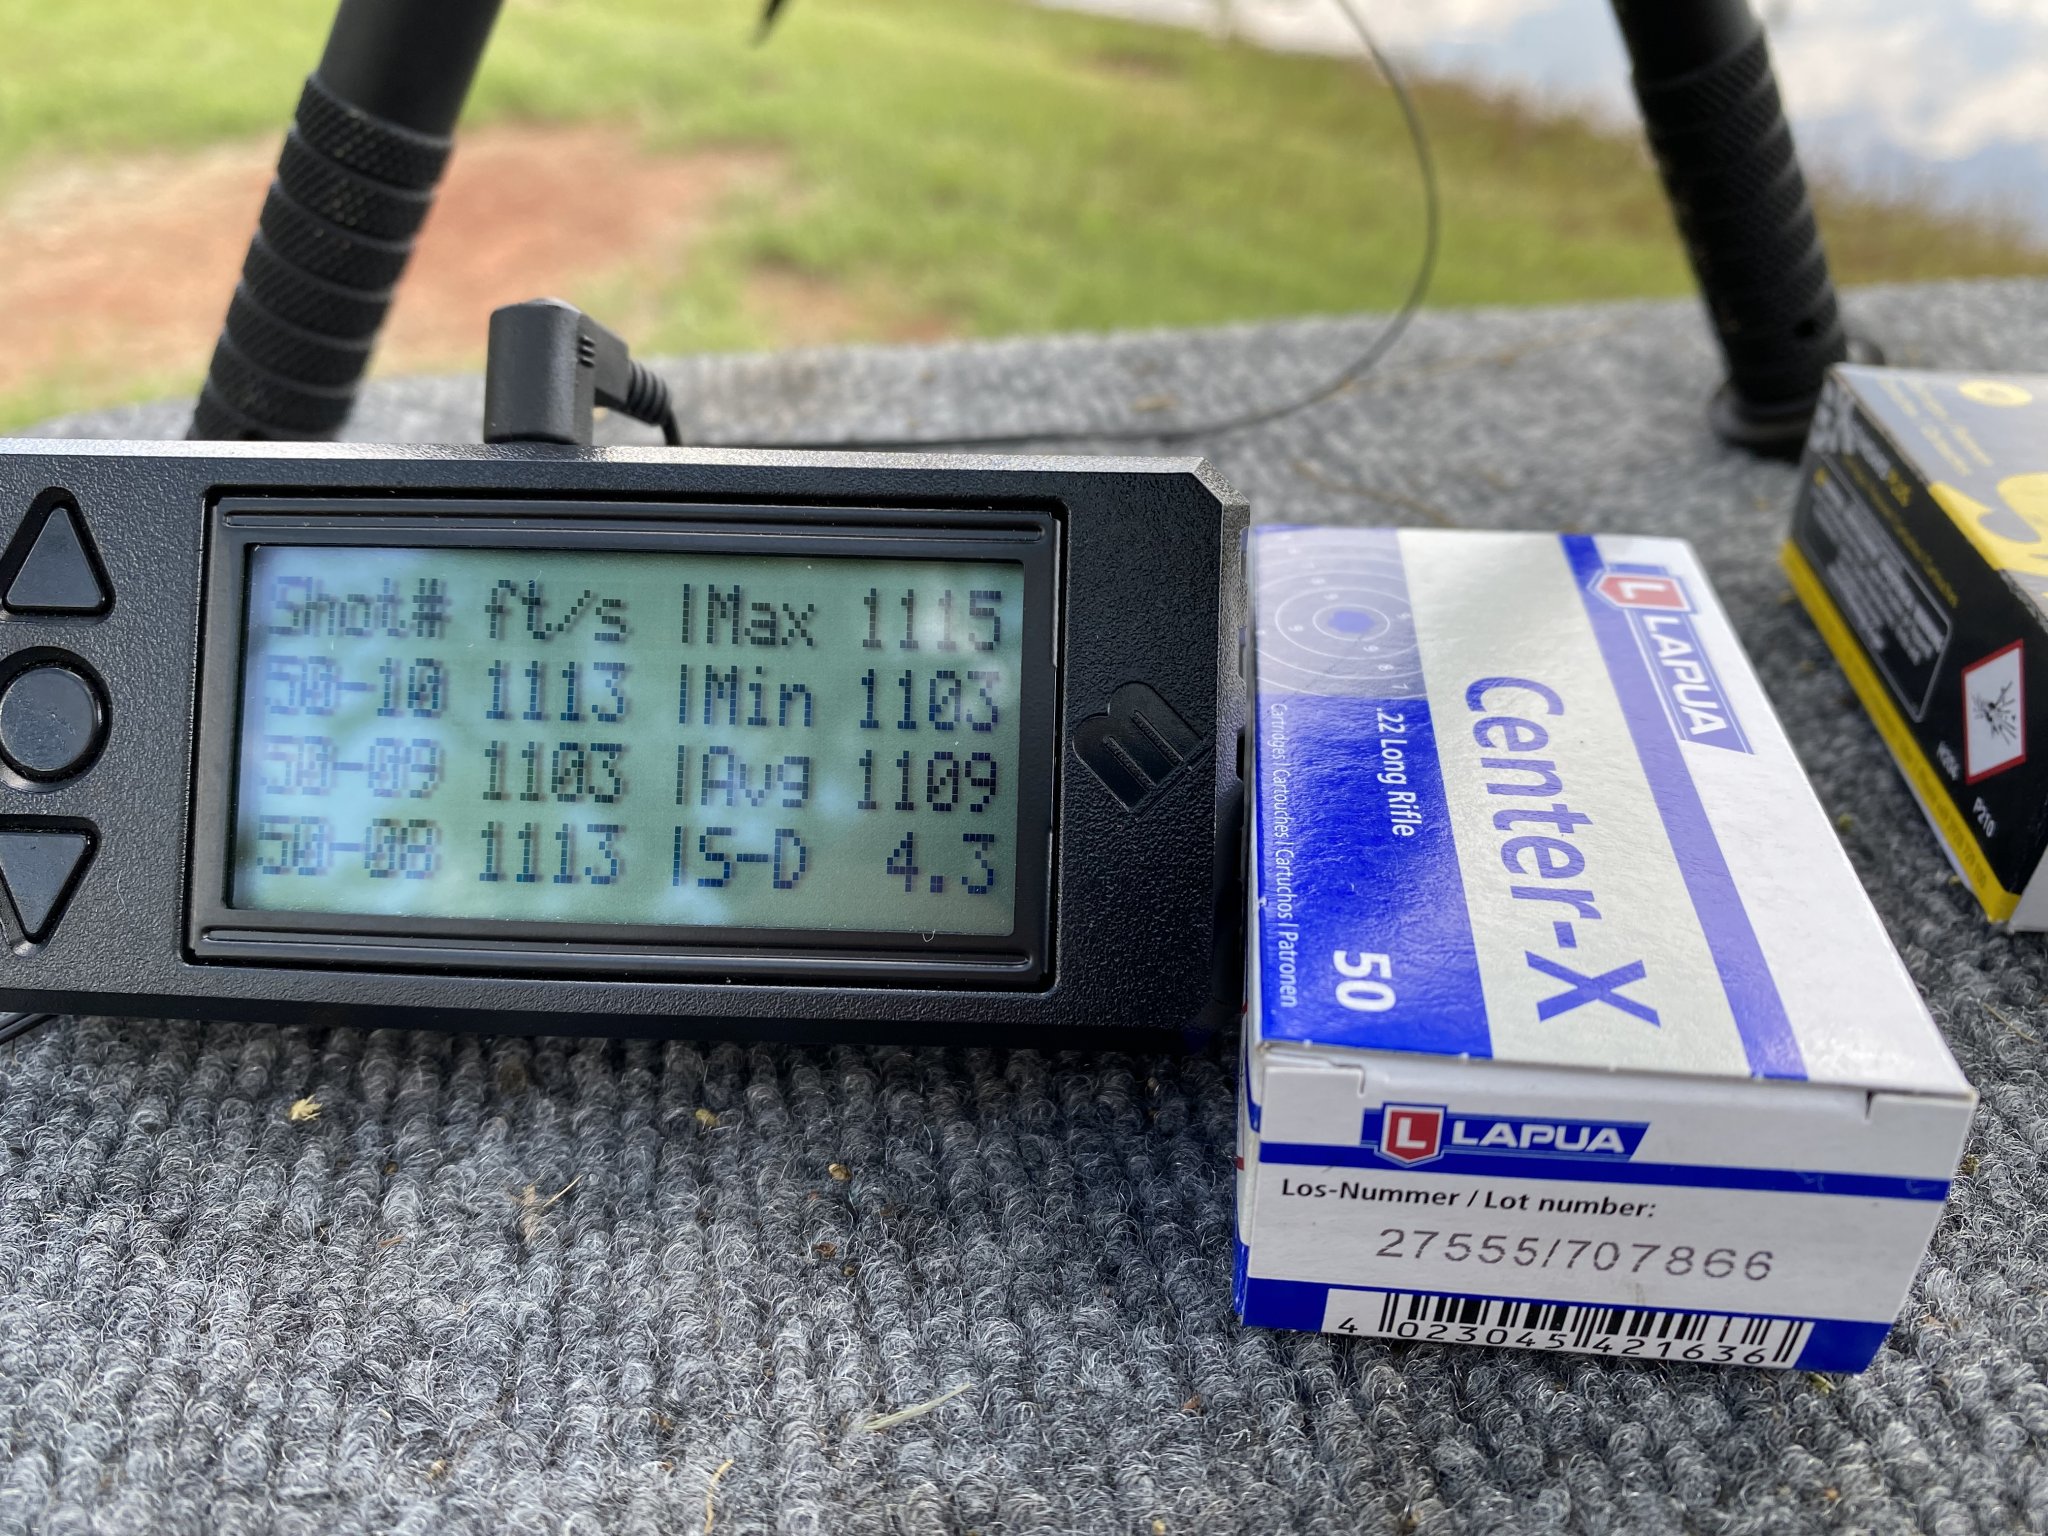 Shot# ft/s |Max 1115
50-10 1113 |Min 1103
50-09 1103 |Avg 1109
50-08 1113 |S-D 4.3
L LAPUA
Center-X
.22 Long Rifle
Cartridges | Cartouches | Cartuchos | Patronen
50
L LAPUA
Los-Nummer / Lot number:
27555/707866
4 023045 421636
P210